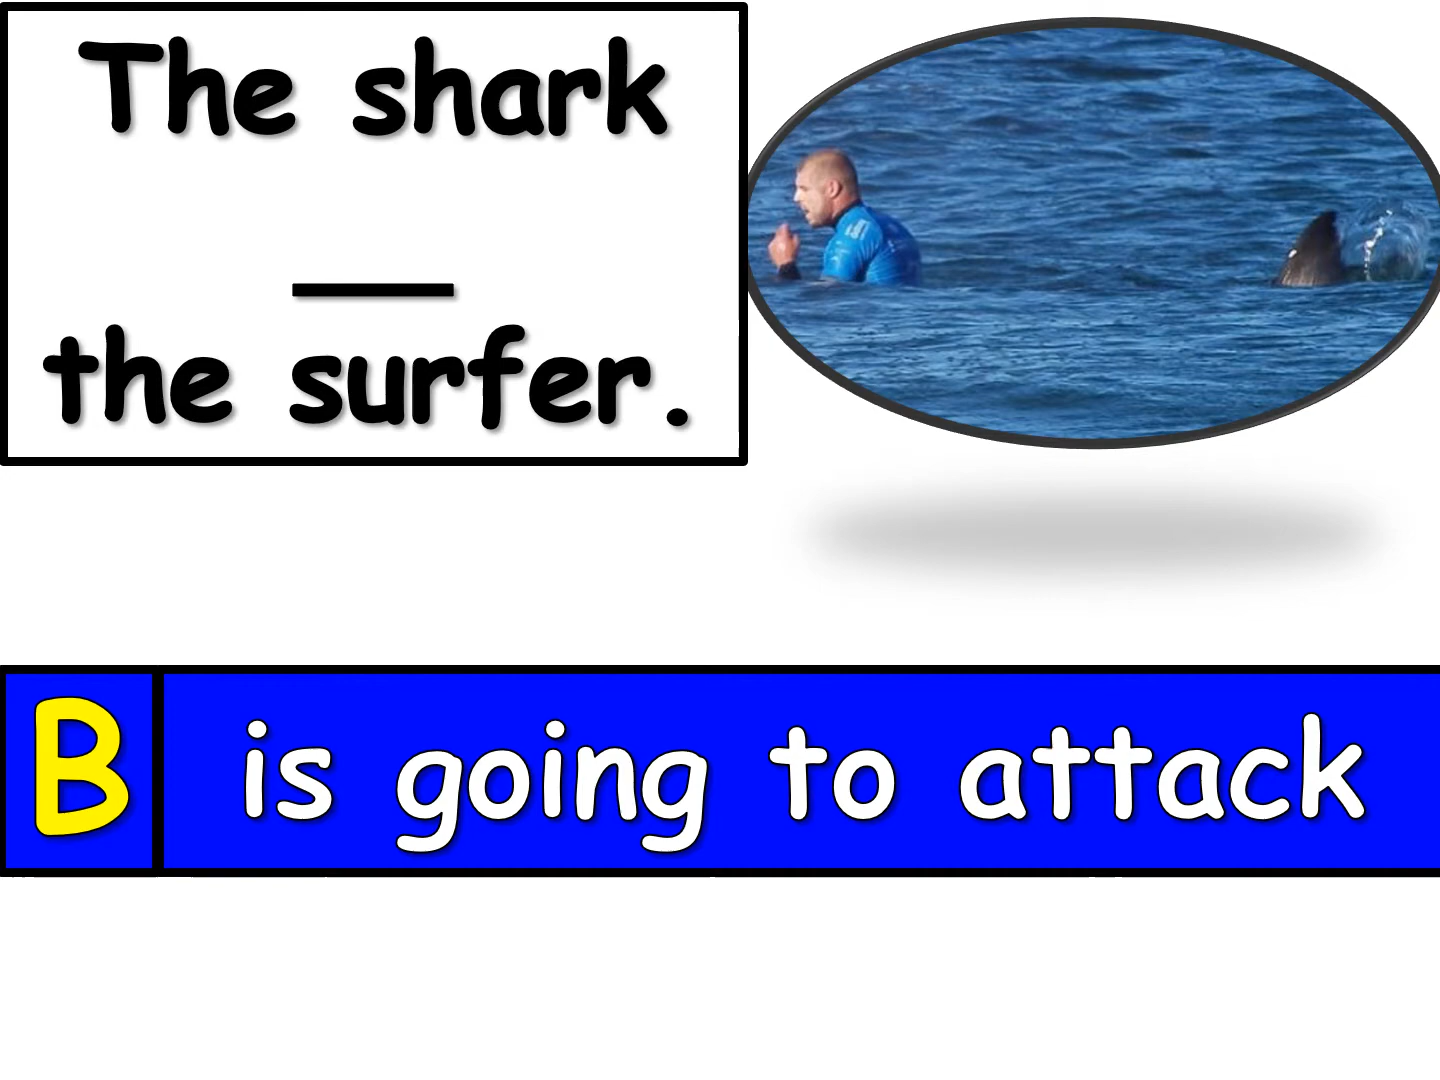 The shark
___
the surfer.
B is going to attack